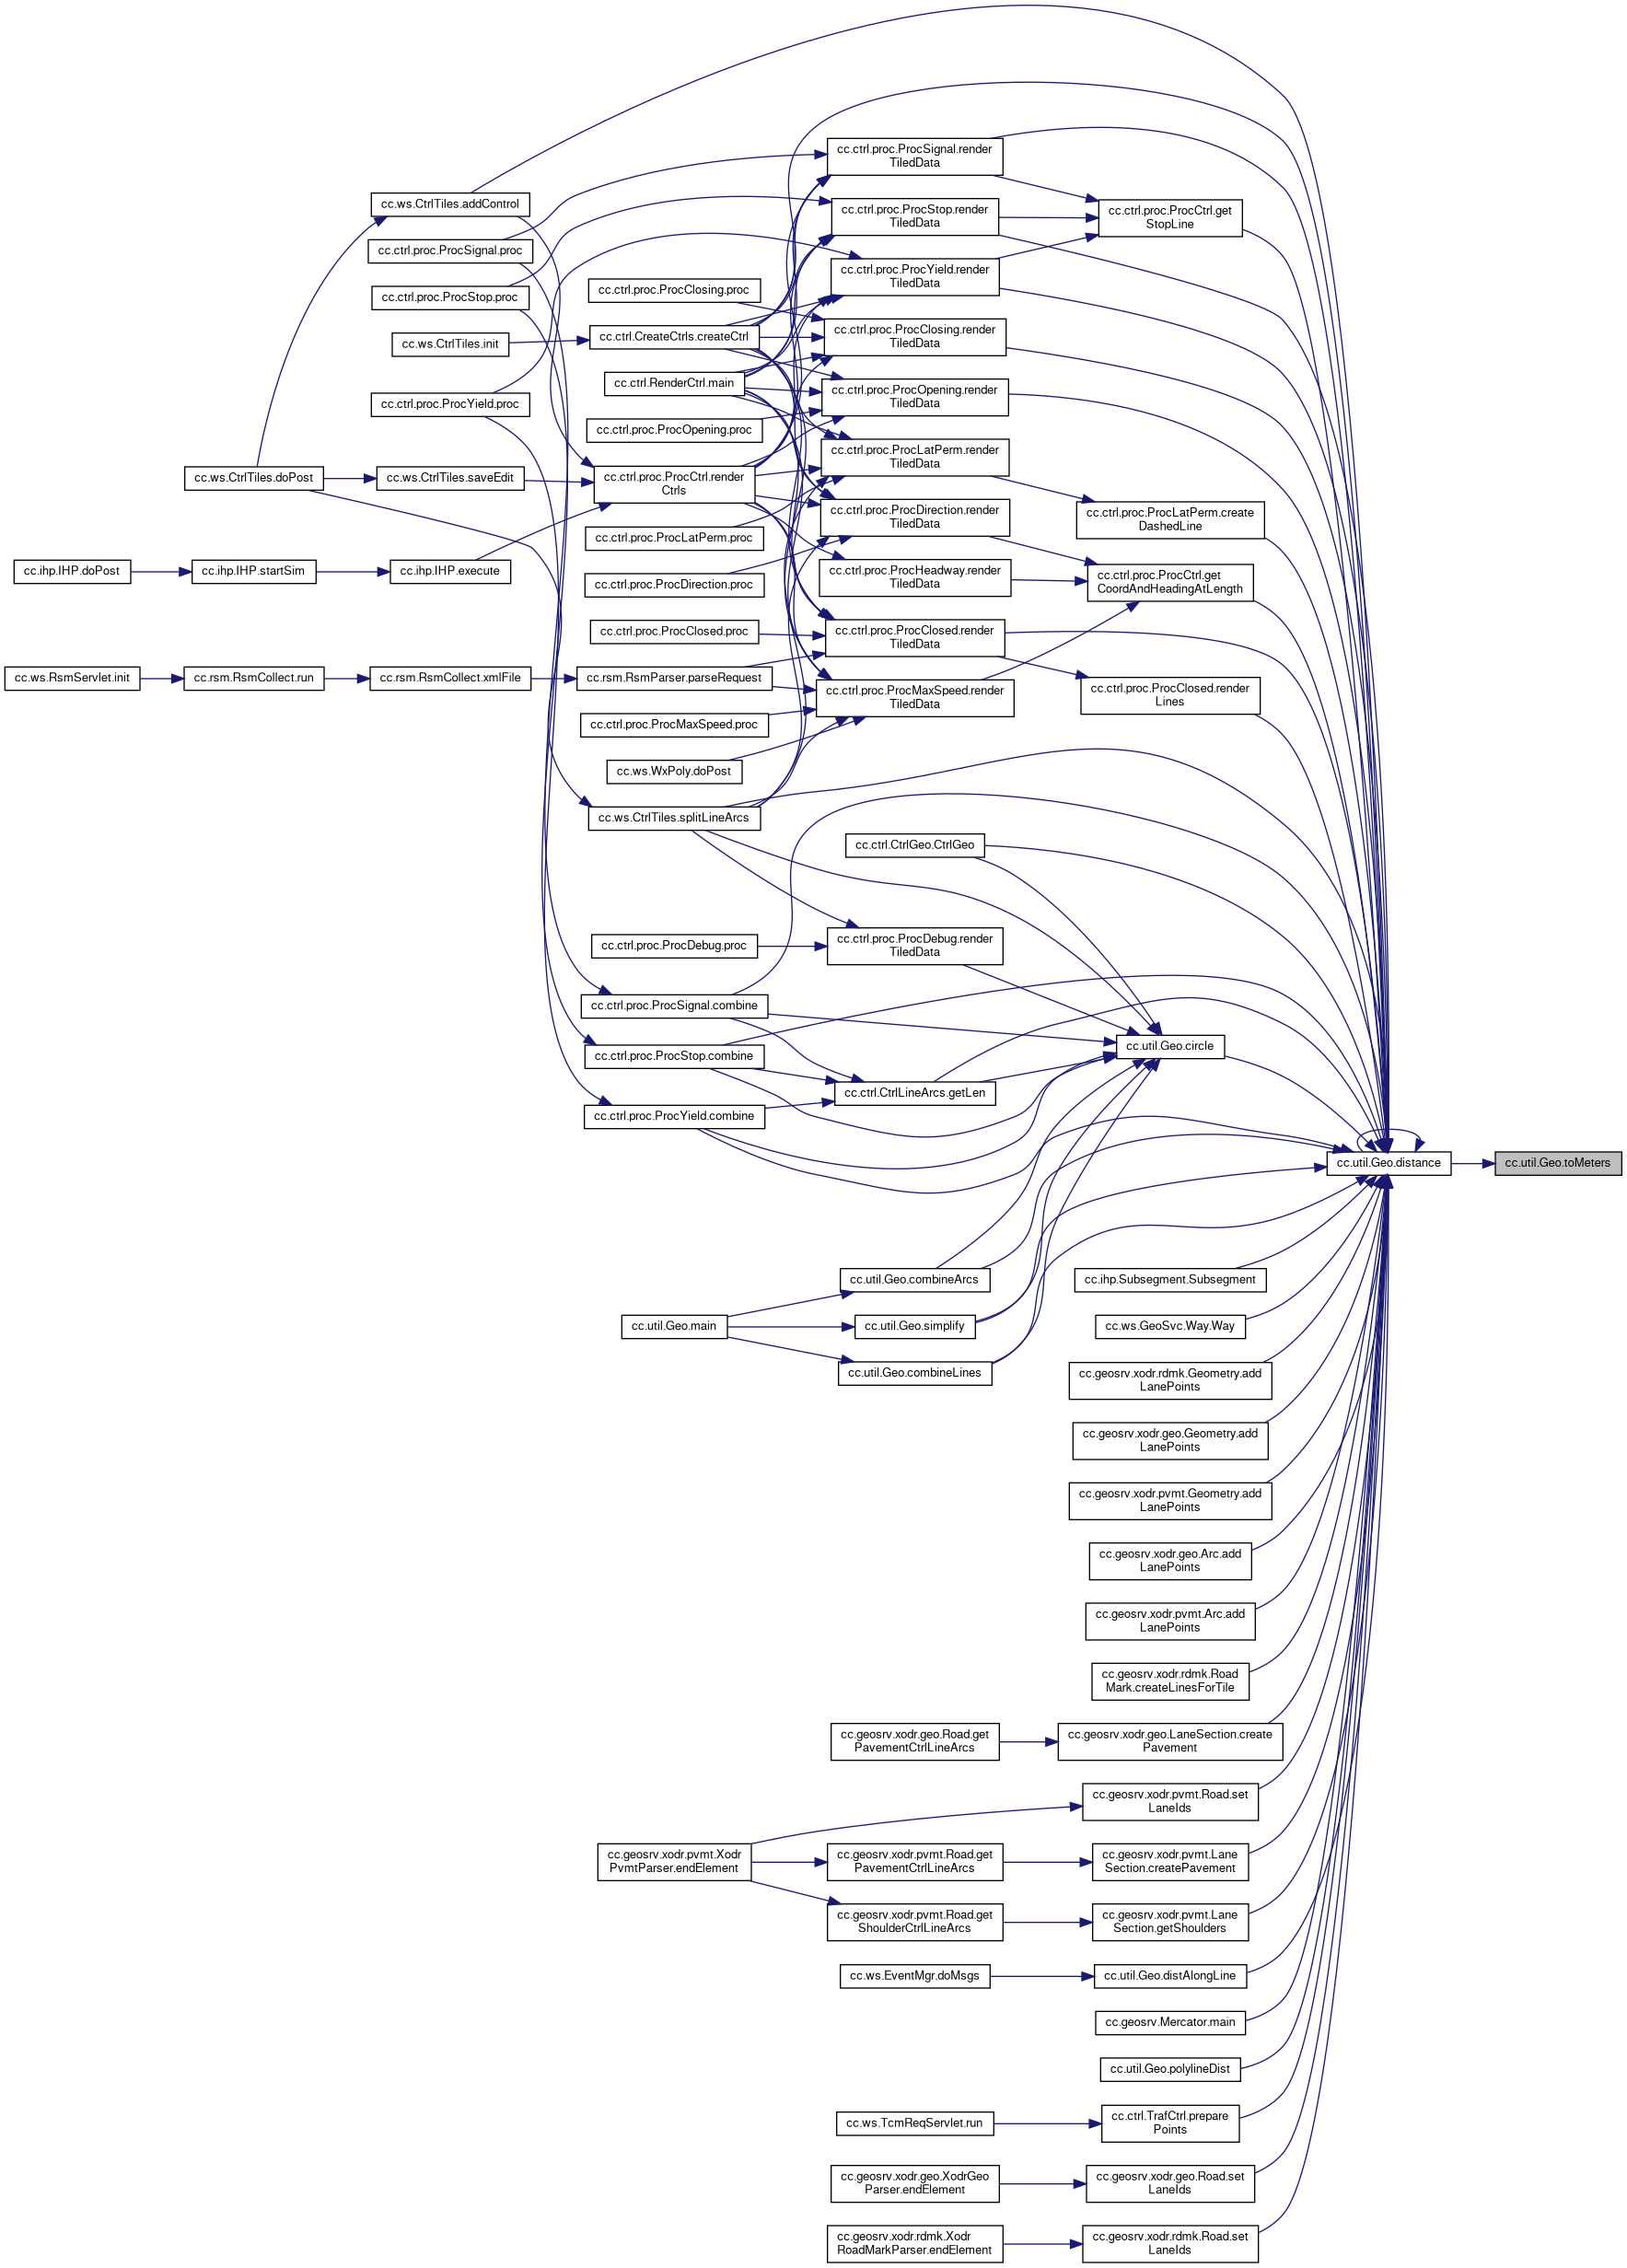 cc.ws.CtrlTiles.addControl
cc.ctrl.proc.ProcSignal.proc
cc.ctrl.proc.ProcStop.proc
cc.ws.CtrlTiles.init
cc.ctrl.proc.ProcYield.proc
cc.ws.CtrlTiles.doPost
cc.ws.CtrlTiles.saveEdit
cc.ihp.IHP.doPost
cc.ihp.IHP.startSim
cc.ihp.IHP.execute
cc.ws.RsmServlet.init
cc.rsm.RsmCollect.run
cc.rsm.RsmCollect.xmlFile
cc.ctrl.proc.ProcClosing.proc
cc.ctrl.CreateCtrls.createCtrl
cc.ctrl.RenderCtrl.main
cc.ctrl.proc.ProcOpening.proc
cc.ctrl.proc.ProcCtrl.render
Ctrls
cc.ctrl.proc.ProcLatPerm.proc
cc.ctrl.proc.ProcDirection.proc
cc.ctrl.proc.ProcClosed.proc
cc.rsm.RsmParser.parseRequest
cc.ctrl.proc.ProcMaxSpeed.proc
cc.ws.WxPoly.doPost
cc.ws.CtrlTiles.splitLineArcs
cc.ctrl.proc.ProcDebug.proc
cc.ctrl.proc.ProcSignal.combine
cc.ctrl.proc.ProcStop.combine
cc.ctrl.proc.ProcYield.combine
cc.util.Geo.main
cc.geosrv.xodr.pvmt.Xodr
PvmtParser.endElement
cc.ctrl.proc.ProcSignal.render
TiledData
cc.ctrl.proc.ProcStop.render
TiledData
cc.ctrl.proc.ProcYield.render
TiledData
cc.ctrl.proc.ProcClosing.render
TiledData
cc.ctrl.proc.ProcOpening.render
TiledData
cc.ctrl.proc.ProcLatPerm.render
TiledData
cc.ctrl.proc.ProcDirection.render
TiledData
cc.ctrl.proc.ProcHeadway.render
TiledData
cc.ctrl.proc.ProcClosed.render
TiledData
cc.ctrl.proc.ProcMaxSpeed.render
TiledData
cc.ctrl.CtrlGeo.CtrlGeo
cc.ctrl.proc.ProcDebug.render
TiledData
cc.ctrl.CtrlLineArcs.getLen
cc.util.Geo.combineArcs
cc.util.Geo.simplify
cc.util.Geo.combineLines
cc.geosrv.xodr.geo.Road.get
PavementCtrlLineArcs
cc.geosrv.xodr.pvmt.Road.get
PavementCtrlLineArcs
cc.geosrv.xodr.pvmt.Road.get
ShoulderCtrlLineArcs
cc.ws.EventMgr.doMsgs
cc.ws.TcmReqServlet.run
cc.geosrv.xodr.geo.XodrGeo
Parser.endElement
cc.geosrv.xodr.rdmk.Xodr
RoadMarkParser.endElement
cc.ctrl.proc.ProcCtrl.get
StopLine
cc.ctrl.proc.ProcLatPerm.create
DashedLine
cc.ctrl.proc.ProcCtrl.get
CoordAndHeadingAtLength
cc.ctrl.proc.ProcClosed.render
Lines
cc.util.Geo.circle
cc.ihp.Subsegment.Subsegment
cc.ws.GeoSvc.Way.Way
cc.geosrv.xodr.rdmk.Geometry.add
LanePoints
cc.geosrv.xodr.geo.Geometry.add
LanePoints
cc.geosrv.xodr.pvmt.Geometry.add
LanePoints
cc.geosrv.xodr.geo.Arc.add
LanePoints
cc.geosrv.xodr.pvmt.Arc.add
LanePoints
cc.geosrv.xodr.rdmk.Road
Mark.createLinesForTile
cc.geosrv.xodr.geo.LaneSection.create
Pavement
cc.geosrv.xodr.pvmt.Road.set
LaneIds
cc.geosrv.xodr.pvmt.Lane
Section.createPavement
cc.geosrv.xodr.pvmt.Lane
Section.getShoulders
cc.util.Geo.distAlongLine
cc.geosrv.Mercator.main
cc.util.Geo.polylineDist
cc.ctrl.TrafCtrl.prepare
Points
cc.geosrv.xodr.geo.Road.set
LaneIds
cc.geosrv.xodr.rdmk.Road.set
LaneIds
cc.util.Geo.distance
cc.util.Geo.toMeters